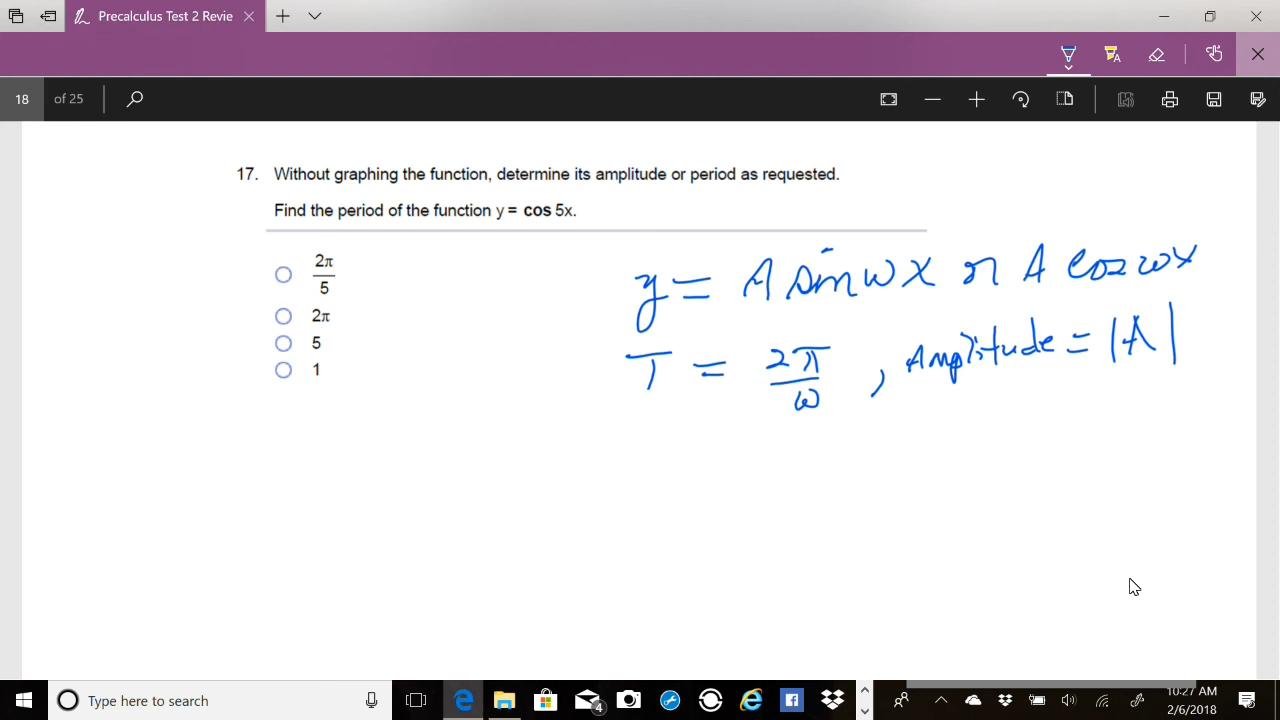 Precalculus Test 2 Revie
18 of 25
17. Without graphing the function, determine its amplitude or period as requested.
Find the period of the function y = cos 5x.
2π
5
2π
5
1
y = A sin ωx or A cos ωx
T = 2π/ω , Amplitude = |A|
Type here to search
4
10:27 AM
2/6/2018